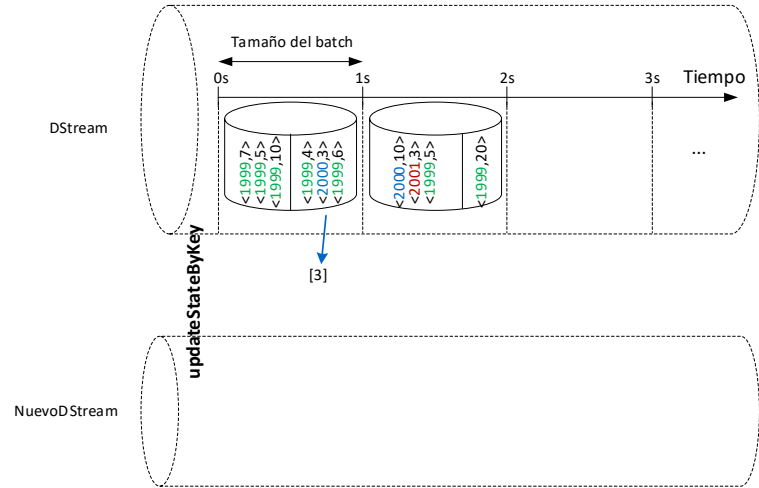 Tamaño del batch
0s 1s 2s 3s Tiempo
DStream
<1999,7>
<1999,5>
<1999,10>
<1999,4>
<2000,3>
<1999,6>
<2000,10>
<2001,3>
<1999,5>
<1999,20>
...
updateStateByKey
[3]
NuevoDStream